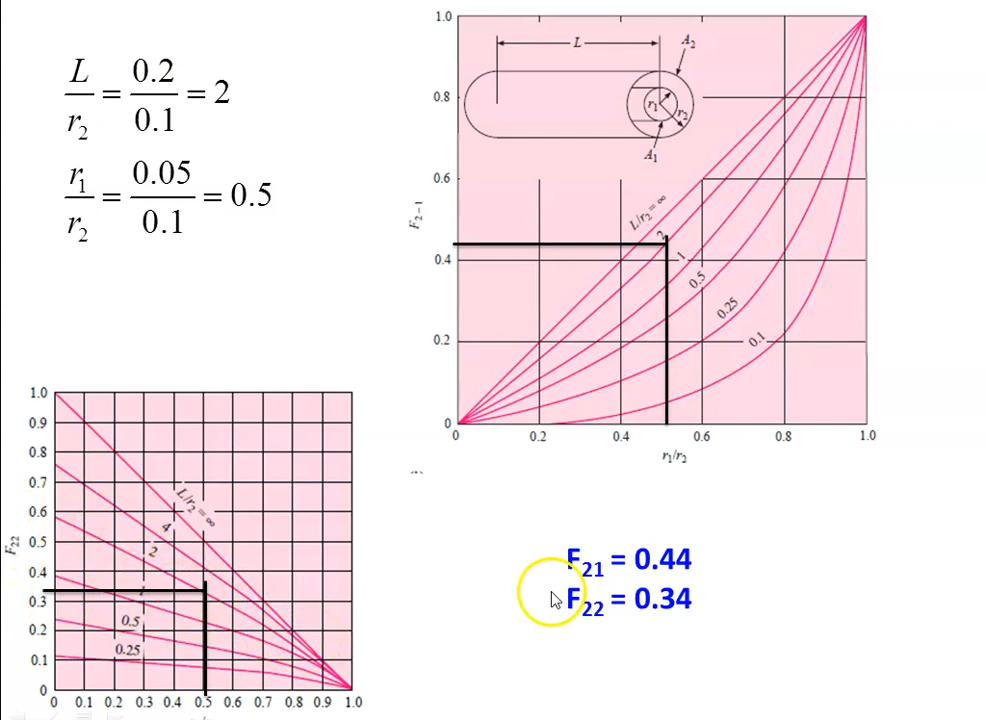 L/r₂ = 0.2/0.1 = 2
r₁/r₂ = 0.05/0.1 = 0.5
F₂₋₁
1.0
0.8
0.6
0.4
0.2
0
0 0.2 0.4 0.6 0.8 1.0
r₁/r₂
L
A₂
r₁
r₂
A₁
L/r₂ = ∞
2
1
0.5
0.25
0.1
F₂₂
1.0
0.9
0.8
0.7
0.6
0.5
0.4
0.3
0.2
0.1
0
0 0.1 0.2 0.3 0.4 0.5 0.6 0.7 0.8 0.9 1.0
L/r₂ = ∞
4
2
0.5
0.25
F₂₁ = 0.44
F₂₂ = 0.34